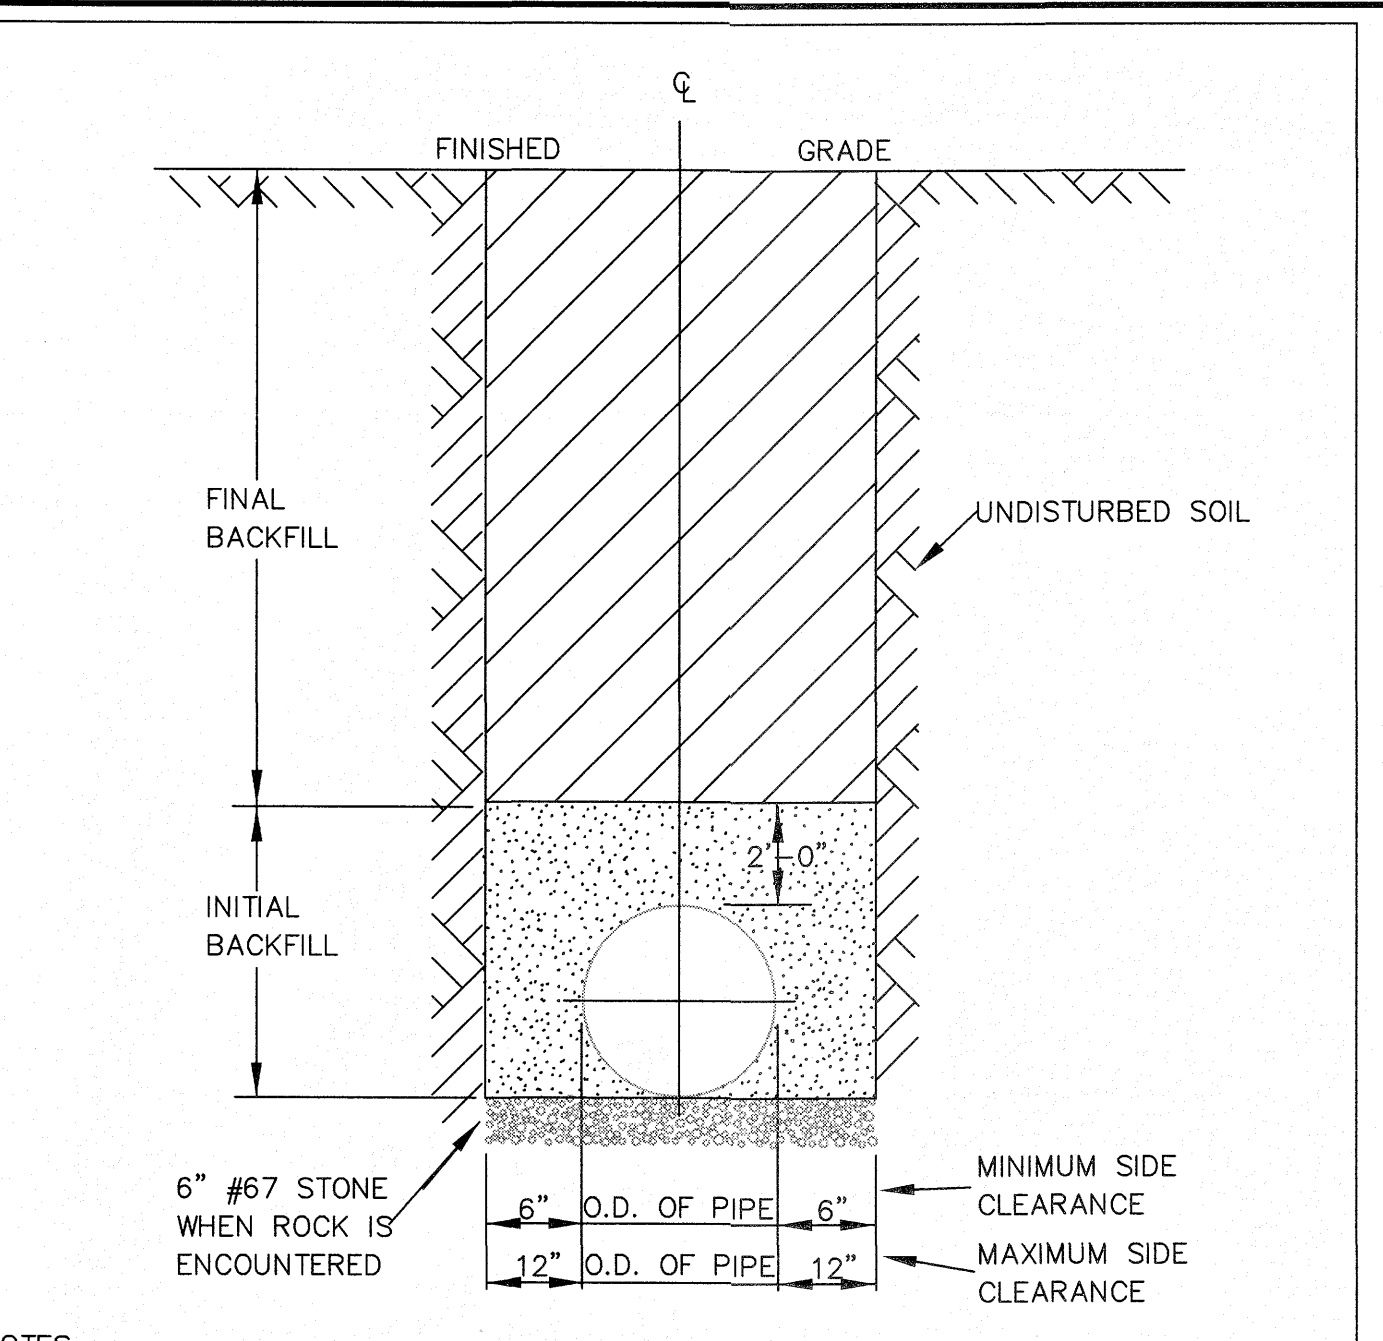 ℄
FINISHED GRADE
FINAL
BACKFILL
UNDISTURBED SOIL
2'-0"
INITIAL
BACKFILL
6" #67 STONE
WHEN ROCK IS
ENCOUNTERED
6" O.D. OF PIPE 6"
MINIMUM SIDE
CLEARANCE
12" O.D. OF PIPE 12"
MAXIMUM SIDE
CLEARANCE